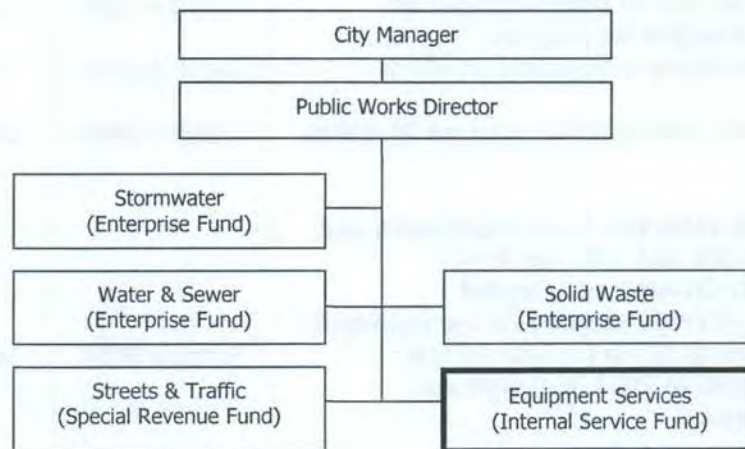 City Manager
Public Works Director
Stormwater
(Enterprise Fund)
Water & Sewer
(Enterprise Fund)
Solid Waste
(Enterprise Fund)
Streets & Traffic
(Special Revenue Fund)
Equipment Services
(Internal Service Fund)